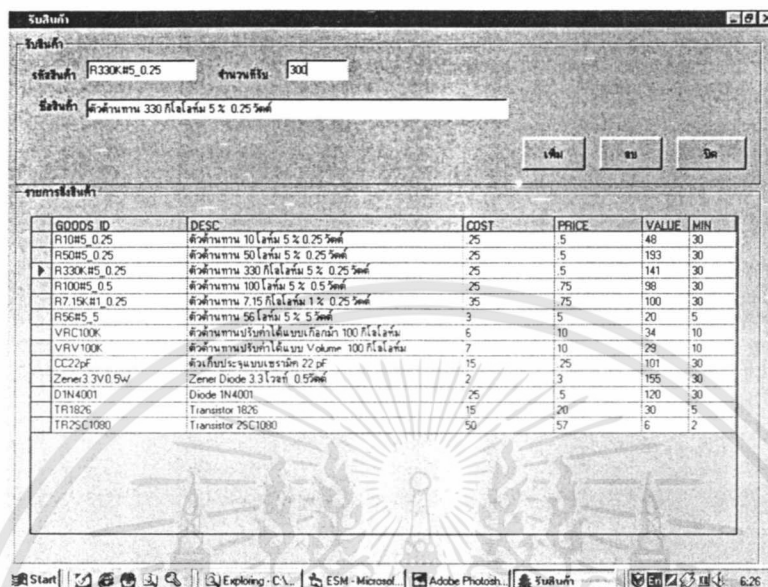 รับสินค้า
รับสินค้า
รหัสสินค้า R330K#5_0.25 จำนวนที่รับ 300
ชื่อสินค้า ตัวต้านทาน 330 กิโลโอห์ม 5 % 0.25 วัตต์
เพิ่ม ลบ ปิด
รายการสั่งสินค้า
GOODS_ID DESC COST PRICE VALUE MIN
R10#5_0.25 ตัวต้านทาน 10 โอห์ม 5 % 0.25 วัตต์ .25 .5 48 30
R50#5_0.25 ตัวต้านทาน 50 โอห์ม 5 % 0.25 วัตต์ .25 .5 193 30
R330K#5_0.25 ตัวต้านทาน 330 กิโลโอห์ม 5 % 0.25 วัตต์ .25 .5 141 30
R100#5_0.5 ตัวต้านทาน 100 โอห์ม 5 % 0.5 วัตต์ .25 .75 98 30
R7.15K#1_0.25 ตัวต้านทาน 7.15 กิโลโอห์ม 1 % 0.25 วัตต์ .35 .75 100 30
R56#5_5 ตัวต้านทาน 56 โอห์ม 5 % 5 วัตต์ 3 5 20 5
VRC100K ตัวต้านทานปรับค่าได้แบบเกือกม้า 100 กิโลโอห์ม 6 10 34 10
VRV100K ตัวต้านทานปรับค่าได้แบบ Volume 100 กิโลโอห์ม 7 10 29 10
CC22pF ตัวเก็บประจุแบบเซรามิค 22 pF .15 .25 101 30
Zener3.3V0.5W Zener Diode 3.3 โวลท์ 0.5วัตต์ 2 3 155 30
D1N4001 Diode 1N4001 .25 .5 120 30
TR1826 Transistor 1826 15 20 30 5
TR2SC1080 Transistor 2SC1080 50 57 6 2
Start Exploring - C:\... ESM - Microsof... Adobe Photosh... รับสินค้า 6:26